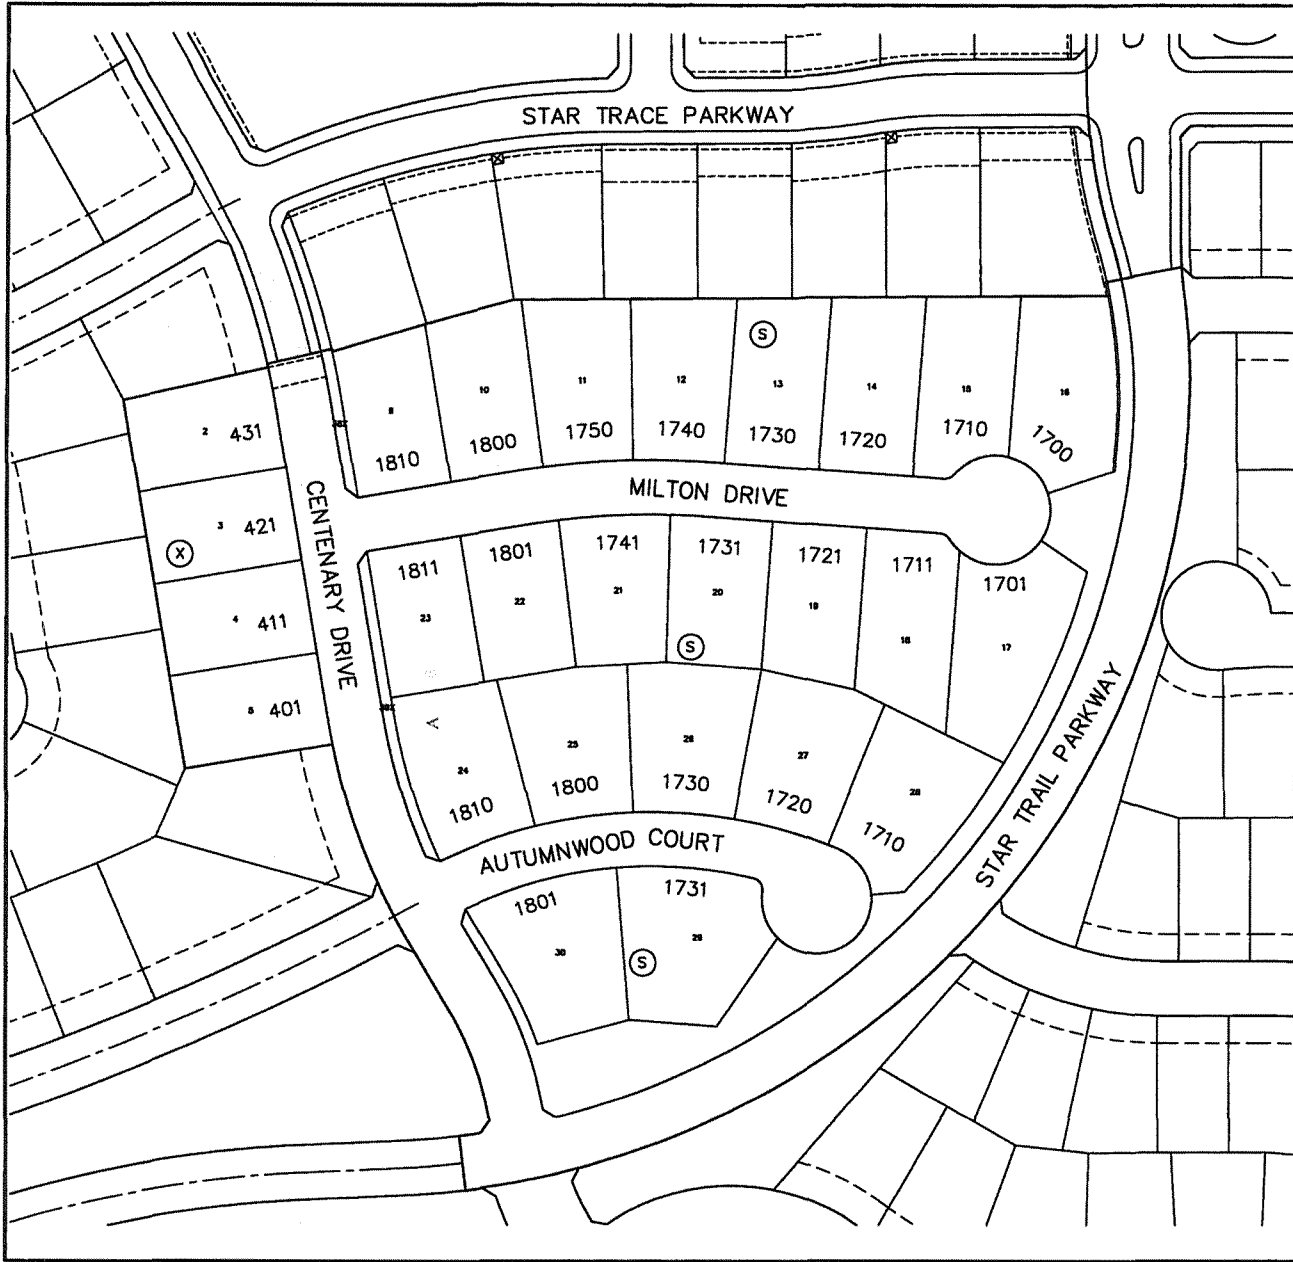 STAR TRACE PARKWAY
S
10 11 12 13 14 15 16
2 431
1810 1800 1750 1740 1730 1720 1710 1700
CENTENARY DRIVE
MILTON DRIVE
3 421
X
1811 1801 1741 1731 1721 1711 1701
4 411
23 22 21 20 19 18 17
S
5 401
A
STAR TRAIL PARKWAY
24 25 26 27 28
1810 1800 1730 1720 1710
AUTUMNWOOD COURT
1801 1731
30 29
S